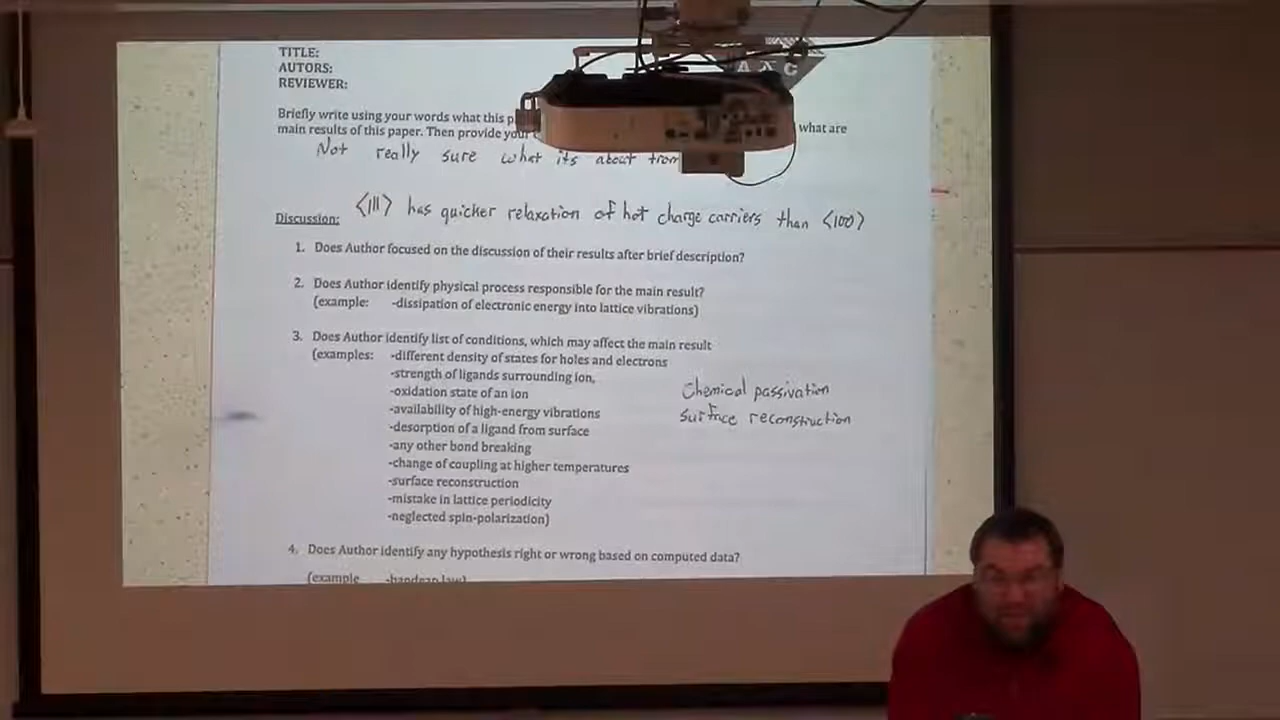 TITLE:
AUTORS:
REVIEWER:
A A C
Briefly write using your words what this what are
main results of this paper. Then provide your
Not really sure what its about from
<111> has quicker relaxation of hot charge carriers than <100>
Discussion:
1. Does Author focused on the discussion of their results after brief description?
2. Does Author identify physical process responsible for the main result?
(example: -dissipation of electronic energy into lattice vibrations)
3. Does Author identify list of conditions, which may affect the main result
(examples: -different density of states for holes and electrons
-strength of ligands surrounding ion,
-oxidation state of an ion
-availability of high-energy vibrations
-desorption of a ligand from surface
-any other bond breaking
-change of coupling at higher temperatures
-surface reconstruction
-mistake in lattice periodicity
-neglected spin-polarization)
Chemical passivation
surface reconstruction
4. Does Author identify any hypothesis right or wrong based on computed data?
(example -bandgap law)